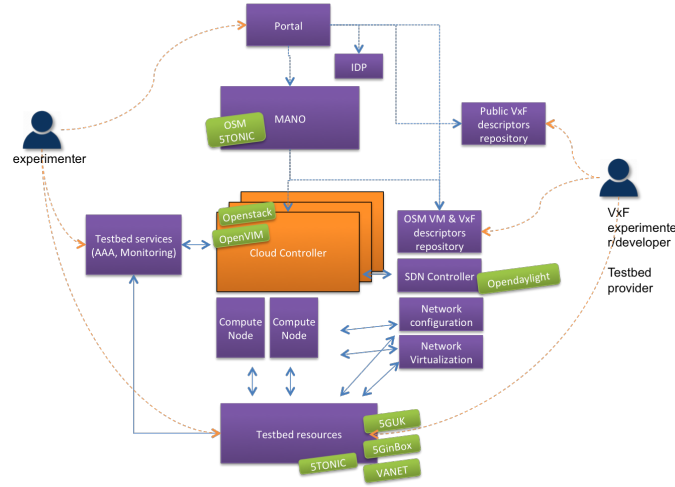 Portal
IDP
MANO
OSM
5TONIC
Public VxF
descriptors
repository
experimenter
Openstack
OpenVIM
Cloud Controller
Testbed services
(AAA, Monitoring)
OSM VM & VxF
descriptors
repository
VxF
experimente
r/developer
Testbed
provider
SDN Controller
Opendaylight
Compute
Node
Compute
Node
Network
configuration
Network
Virtualization
Testbed resources
5GUK
5GinBox
5TONIC
VANET